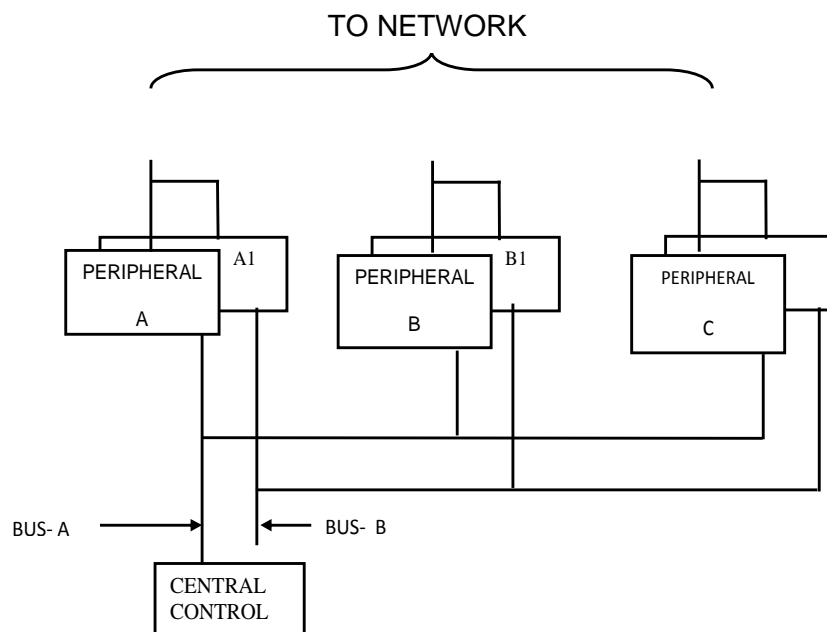 TO NETWORK
A1
PERIPHERAL
A
B1
PERIPHERAL
B
PERIPHERAL
C
BUS- A
BUS- B
CENTRAL
CONTROL